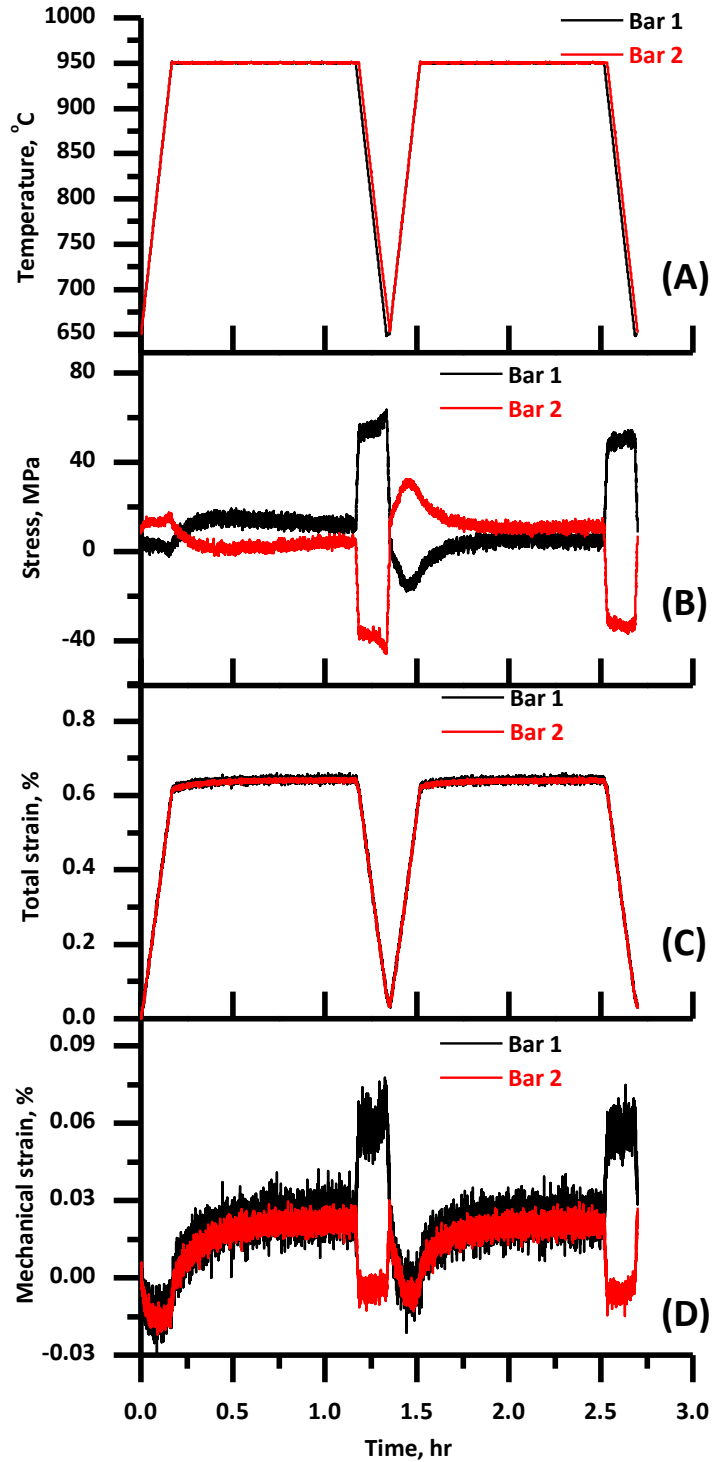 1000
950
900
850
800
750
700
650
Temperature, °C
Bar 1
Bar 2
(A)
80
40
0
-40
Stress, MPa
Bar 1
Bar 2
(B)
0.8
0.6
0.4
0.2
0.0
Total strain, %
Bar 1
Bar 2
(C)
0.09
0.06
0.03
0.00
-0.03
Mechanical strain, %
Bar 1
Bar 2
(D)
0.0 0.5 1.0 1.5 2.0 2.5 3.0
Time, hr